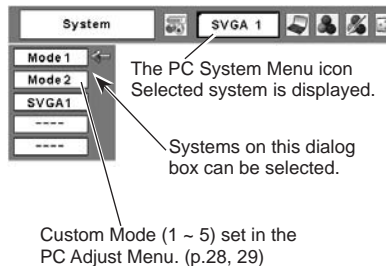 System
SVGA 1
Mode 1
Mode 2
SVGA1
----
----
The PC System Menu icon
Selected system is displayed.
Systems on this dialog
box can be selected.
Custom Mode (1 ~ 5) set in the
PC Adjust Menu. (p.28, 29)